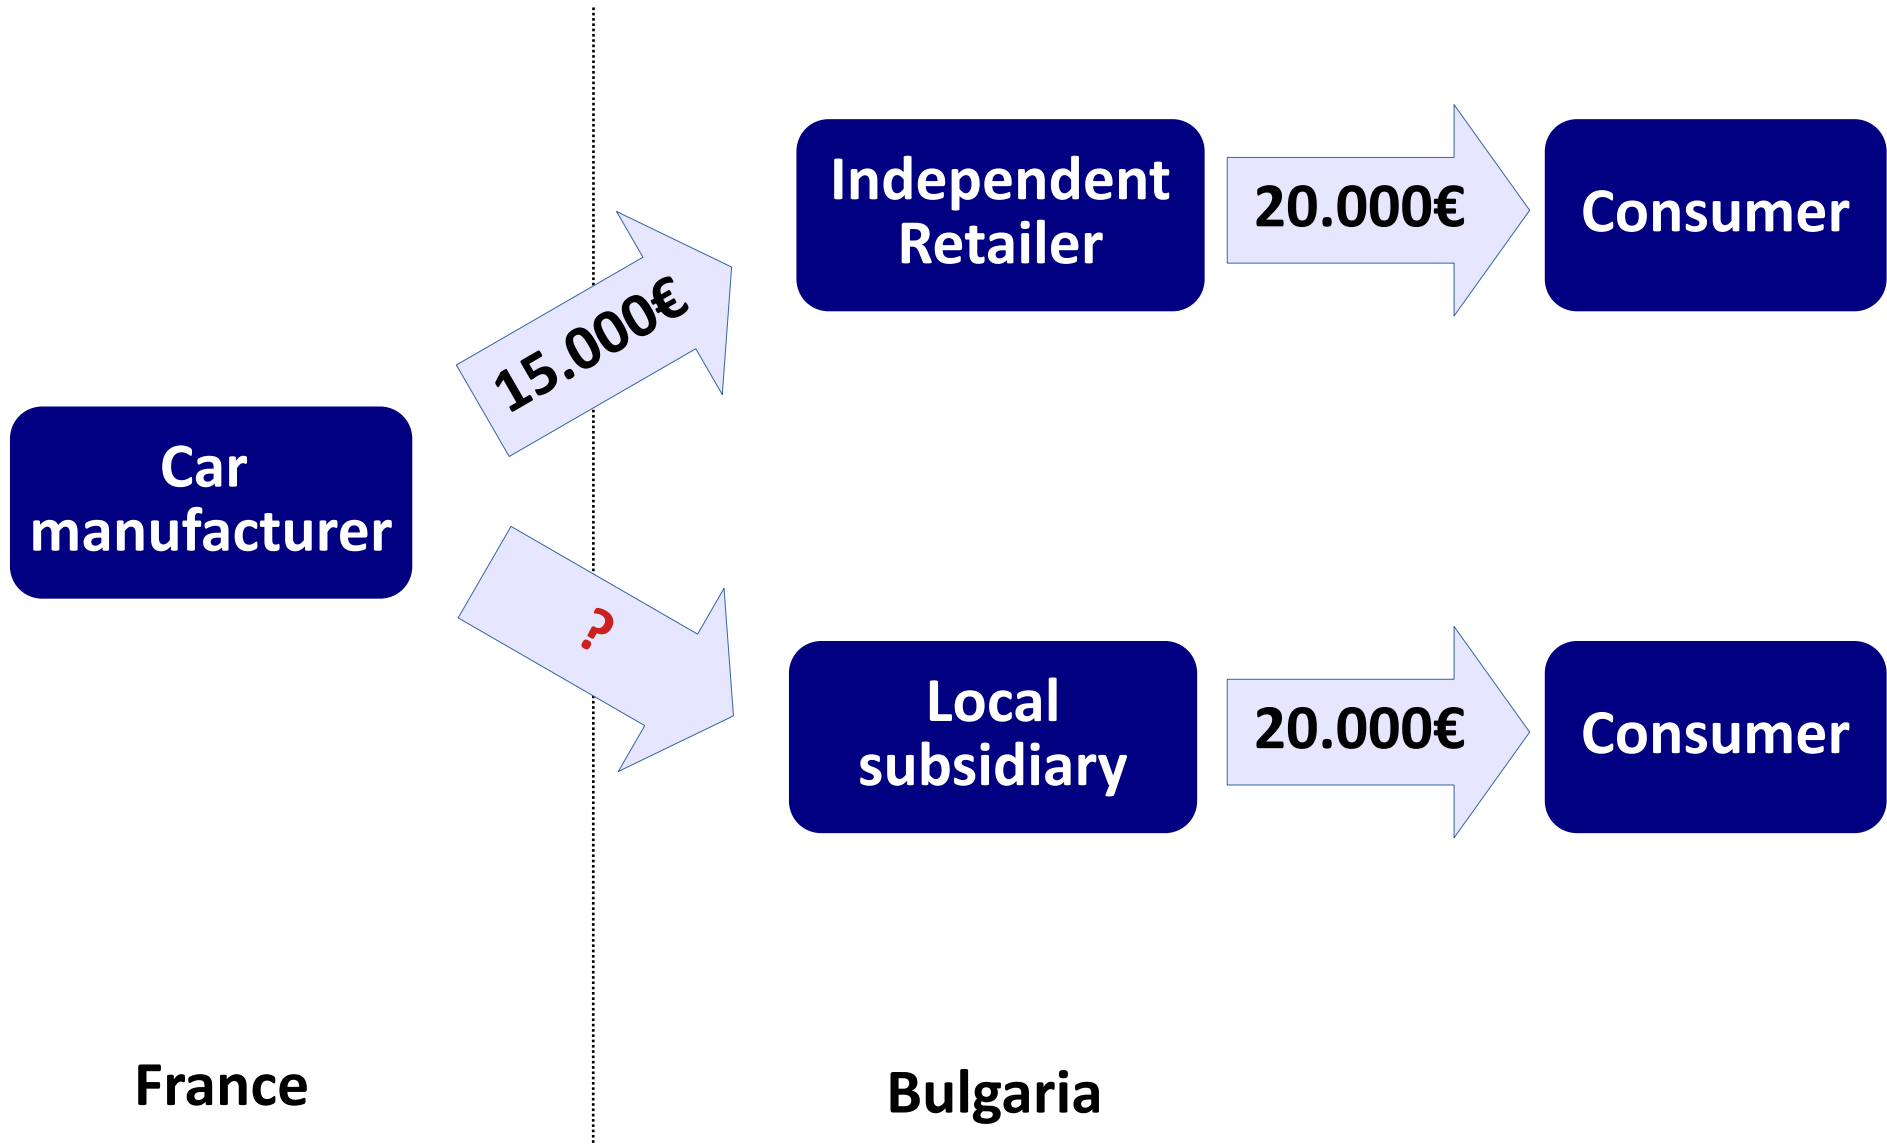 Independent
Retailer
20.000€
Consumer
15.000€
Car
manufacturer
?
Local
subsidiary
20.000€
Consumer
France
Bulgaria